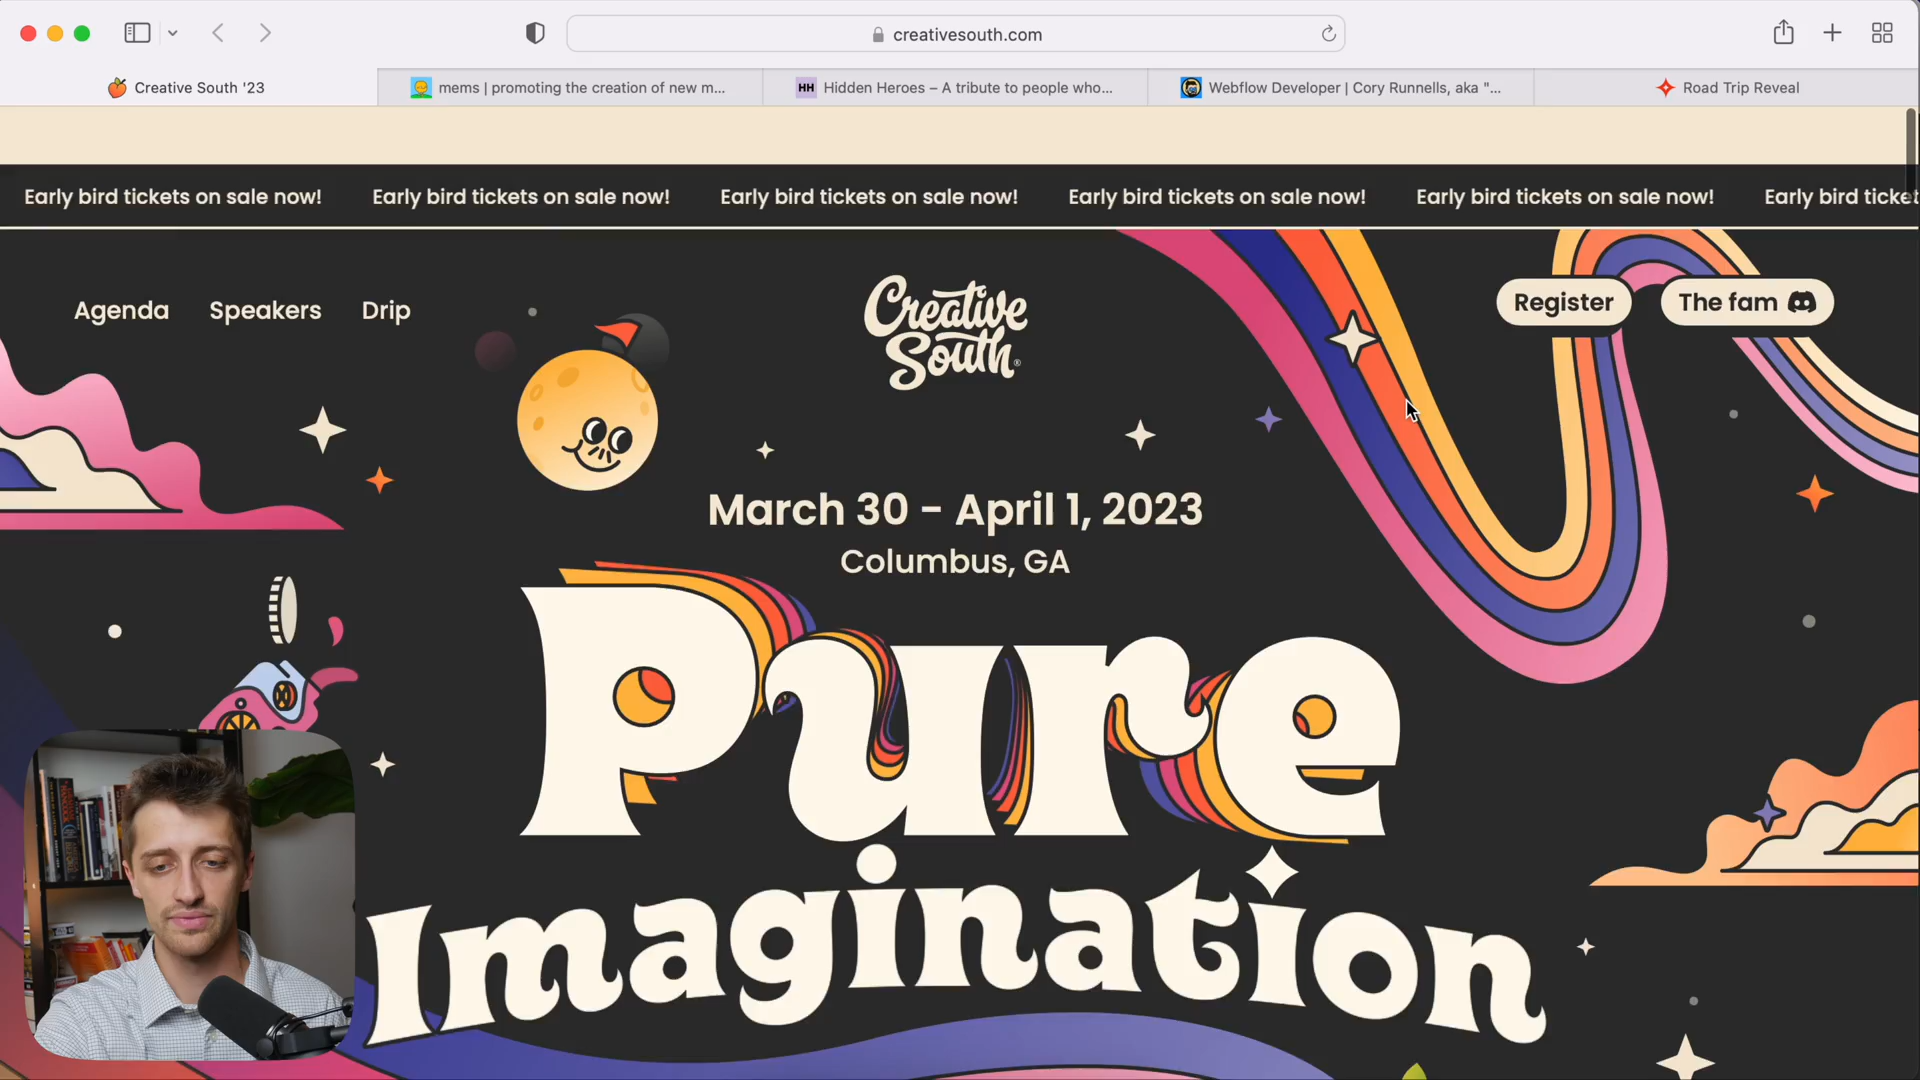 creativesouth.com
Creative South '23
mems | promoting the creation of new m...
HH Hidden Heroes – A tribute to people who...
Webflow Developer | Cory Runnells, aka "...
Road Trip Reveal
Early bird tickets on sale now! Early bird tickets on sale now! Early bird tickets on sale now! Early bird tickets on sale now! Early bird tickets on sale now! Early bird ticket
Agenda Speakers Drip
Creative
South®
Register
The fam
March 30 – April 1, 2023
Columbus, GA
Pure
Imagination